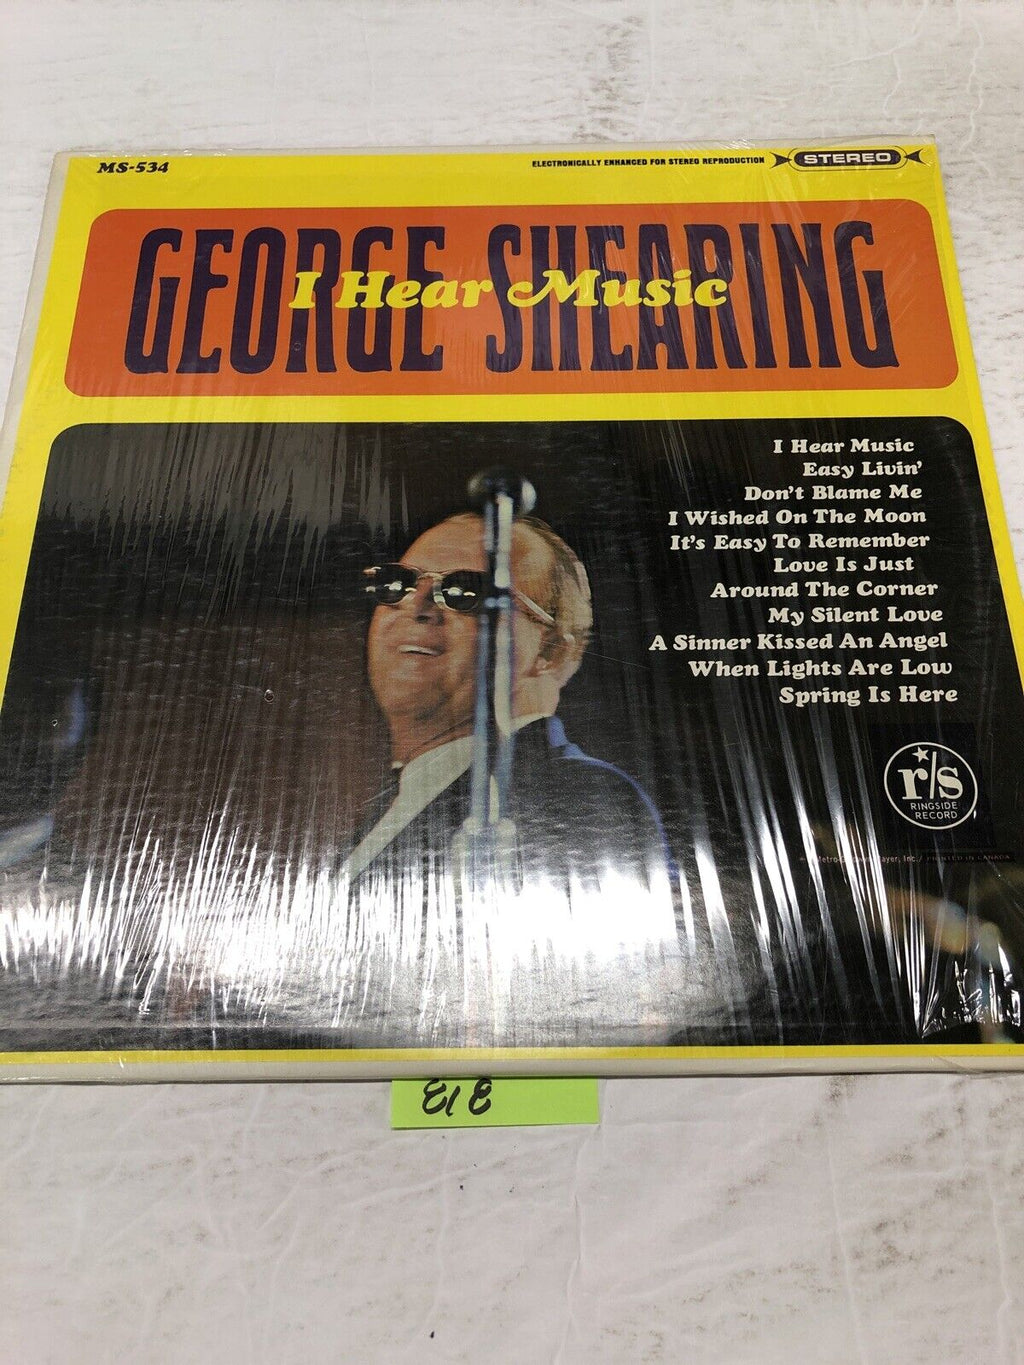 MS-534
ELECTRONICALLY ENHANCED FOR STEREO REPRODUCTION
STEREO
GEORGE SHEARING
I Hear Music
I Hear Music
Easy Livin'
Don't Blame Me
I Wished On The Moon
It's Easy To Remember
Love Is Just
Around The Corner
My Silent Love
A Sinner Kissed An Angel
When Lights Are Low
Spring Is Here
r/s
RINGSIDE
RECORD
Inc./ PRINTED IN CANADA